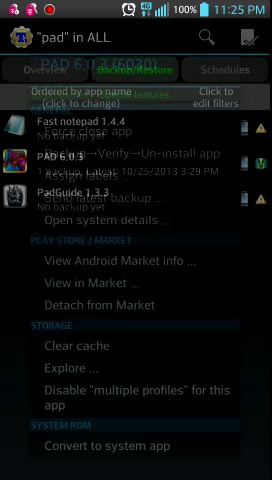 100% 11:25 PM
"pad" in ALL
PAD 6.0.3 (6030)
Overview Backup/Restore Schedules
Ordered by app name
(click to change)
Click to
edit filters
features
GENERAL
Fast notepad 1.4.4
No backup yet
Force close app
Backup→Verify→Un-install app
PAD 6.0.3
1 backup. Latest: 10/25/2013 3:29 PM
Assign labels
PadGuide 1.3.3
Send latest backup ...
No backup yet
Open system details ...
PLAY STORE / MARKET
View Android Market info ...
View in Market ...
Detach from Market
STORAGE
Clear cache
Explore ...
Disable "multiple profiles" for this
app
SYSTEM ROM
Convert to system app